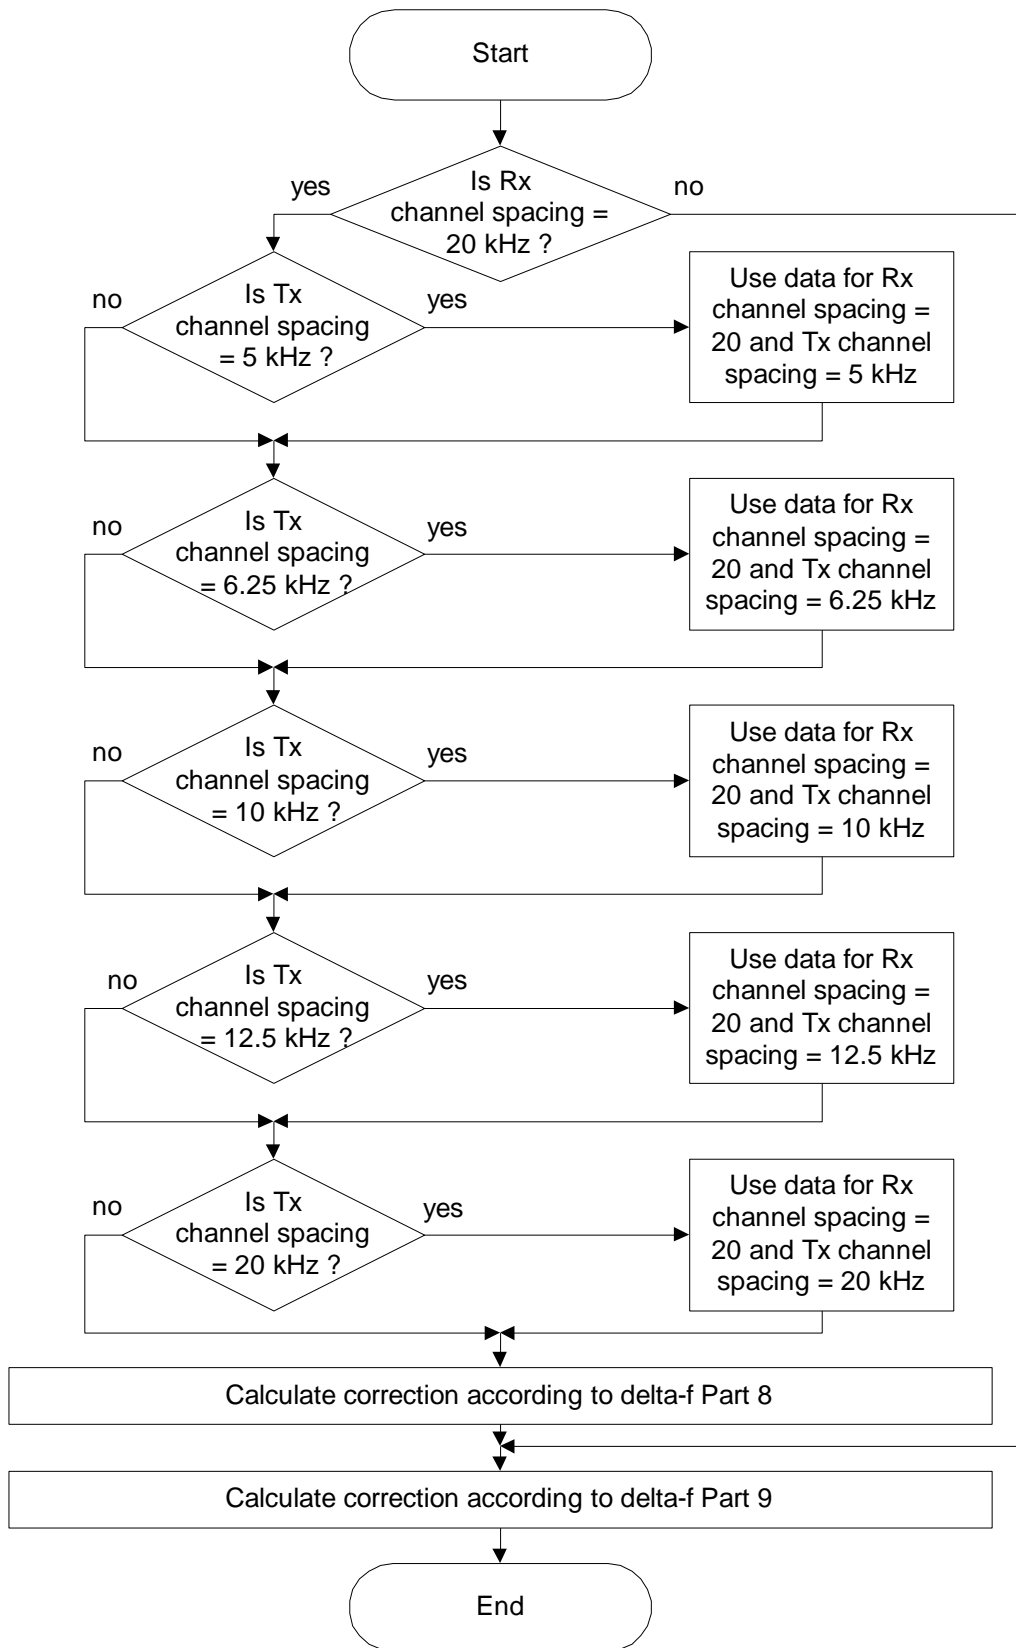 Start
yes
Is Rx
channel spacing =
20 kHz ?
no
no
Is Tx
channel spacing
= 5 kHz ?
yes
Use data for Rx
channel spacing =
20 and Tx channel
spacing = 5 kHz
no
Is Tx
channel spacing
= 6.25 kHz ?
yes
Use data for Rx
channel spacing =
20 and Tx channel
spacing = 6.25 kHz
no
Is Tx
channel spacing
= 10 kHz ?
yes
Use data for Rx
channel spacing =
20 and Tx channel
spacing = 10 kHz
no
Is Tx
channel spacing
= 12.5 kHz ?
yes
Use data for Rx
channel spacing =
20 and Tx channel
spacing = 12.5 kHz
no
Is Tx
channel spacing
= 20 kHz ?
yes
Use data for Rx
channel spacing =
20 and Tx channel
spacing = 20 kHz
Calculate correction according to delta-f Part 8
Calculate correction according to delta-f Part 9
End